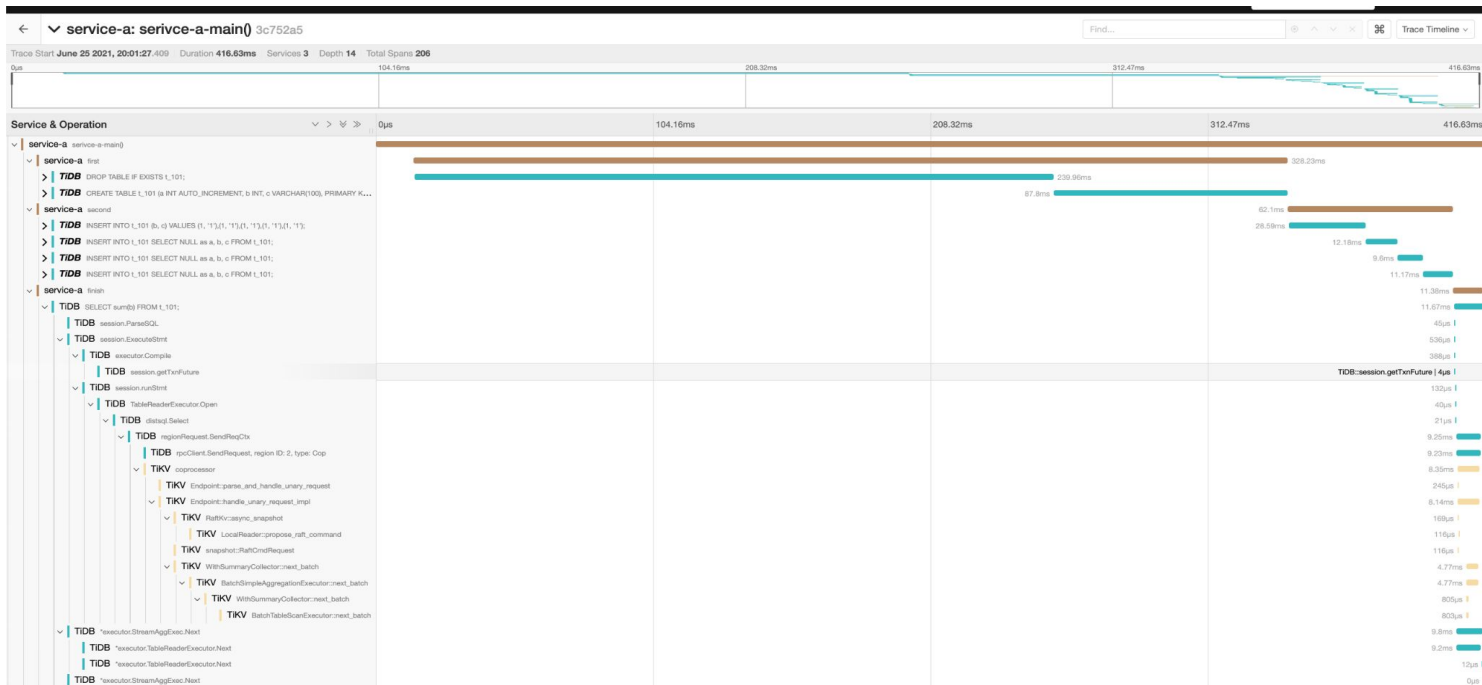 service-a: serivce-a-main() 3c752a5
Find...
Trace Timeline
Trace Start June 25 2021, 20:01:27.409 Duration 416.63ms Services 3 Depth 14 Total Spans 206
0μs 104.16ms 208.32ms 312.47ms 416.63ms
Service & Operation 0μs 104.16ms 208.32ms 312.47ms 416.63ms
service-a serivce-a-main()
service-a first 328.23ms
TiDB DROP TABLE IF EXISTS t_101; 239.96ms
TiDB CREATE TABLE t_101 (a INT AUTO_INCREMENT, b INT, c VARCHAR(100), PRIMARY K... 87.8ms
service-a second 62.1ms
TiDB INSERT INTO t_101 (b, c) VALUES (1, '1'),(1, '1'),(1, '1'),(1, '1'),(1, '1'); 28.59ms
TiDB INSERT INTO t_101 SELECT NULL as a, b, c FROM t_101; 12.18ms
TiDB INSERT INTO t_101 SELECT NULL as a, b, c FROM t_101; 9.6ms
TiDB INSERT INTO t_101 SELECT NULL as a, b, c FROM t_101; 11.17ms
service-a finish 11.36ms
TiDB SELECT sum(b) FROM t_101; 11.67ms
TiDB session.ParseSQL 45μs
TiDB session.ExecuteStmt 536μs
TiDB executor.Compile 388μs
TiDB session.getTxnFuture TiDB::session.getTxnFuture | 4μs
TiDB session.runStmt 132μs
TiDB TableReaderExecutor.Open 40μs
TiDB distsql.Select 21μs
TiDB regionRequest.SendReqCtx 9.25ms
TiDB rpcClient.SendRequest, region ID: 2, type: Cop 9.23ms
TiKV coprocessor 8.35ms
TiKV Endpoint::parse_and_handle_unary_request 245μs
TiKV Endpoint::handle_unary_request_impl 8.14ms
TiKV RaftKv::async_snapshot 169μs
TiKV LocalReader::propose_raft_command 116μs
TiKV snapshot::RaftCmdRequest 116μs
TiKV WithSummaryCollector::next_batch 4.77ms
TiKV BatchSimpleAggregationExecutor::next_batch 4.77ms
TiKV WithSummaryCollector::next_batch 805μs
TiKV BatchTableScanExecutor::next_batch 803μs
TiDB *executor.StreamAggExec.Next 9.8ms
TiDB *executor.TableReaderExecutor.Next 9.2ms
TiDB *executor.TableReaderExecutor.Next 12μs
TiDB *executor.StreamAggExec.Next 0μs